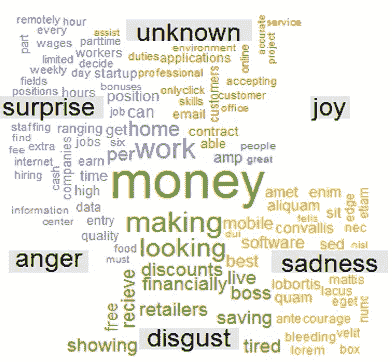 remotely hour assist unknown accurate service
part every parttime environment online project
wages workers duties applications
limited decide professional accepting
weekly day startup onlyclick customers customer
fields bonuses skills office
positions hours position email
surprise job can joy
staffing ranging get home contract
find jobs six able people
fee extra per work amp great
internet earn
hiring cash companies time money amet enim
high aliquam edge etiam
information data making felis sit
center entry mobile convallis nec
quality looking dui software sed nisl
anger food best sadness
must discounts live lobortis mattis
financially boss quam lacus
free recieve eget nunc
retailers saving ante courage
showing disgust tired bleeding velit
lorem box